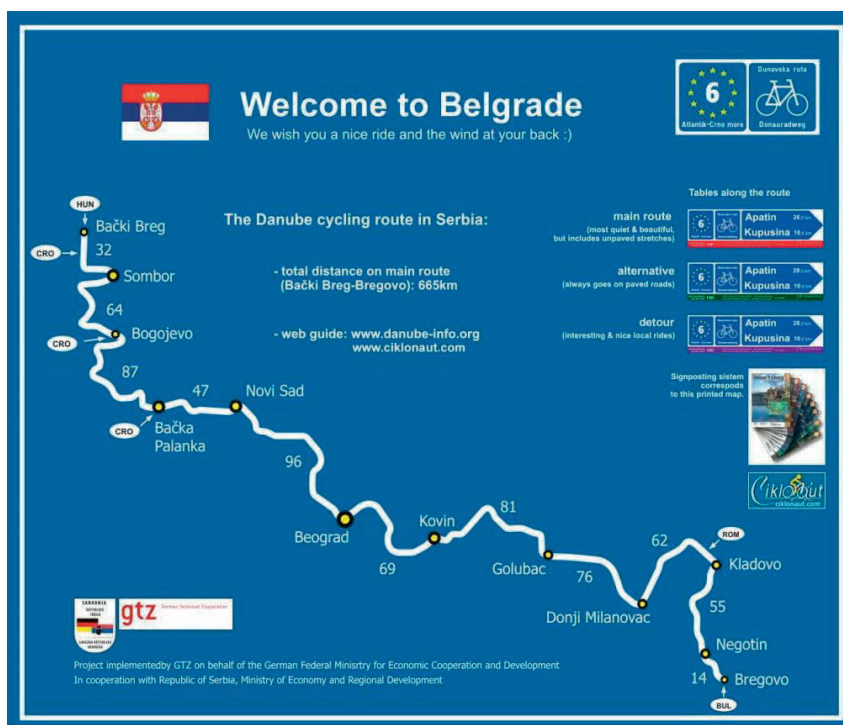 Welcome to Belgrade
We wish you a nice ride and the wind at your back :)
6
Atlantik-Crno more
Dunavska ruta
Donauradweg
The Danube cycling route in Serbia:
- total distance on main route
(Bački Breg-Bregovo): 665km
- web guide: www.danube-info.org
www.ciklonaut.com
Tables along the route
main route
(most quiet & beautiful,
but includes unpaved stretches)
6
Apatin
Kupusina
alternative
(always goes on paved roads)
6
Apatin
Kupusina
detour
(interesting & nice local rides)
6
Apatin
Kupusina
Signposting sistem
correspods
to this printed map.
Ciklonaut
ciklonaut.com
HUN
Bački Breg
CRO
32
Sombor
64
Bogojevo
CRO
87
47
Novi Sad
CRO
Bačka
Palanka
96
Beograd
69
Kovin
81
Golubac
76
Donji Milanovac
62
ROM
Kladovo
55
Negotin
14
Bregovo
BUL
gtz
Project implementedby GTZ on behalf of the German Federal Ministrtry for Economic Cooperation and Development
In cooperation with Republic of Serbia, Ministry of Economy and Regional Development